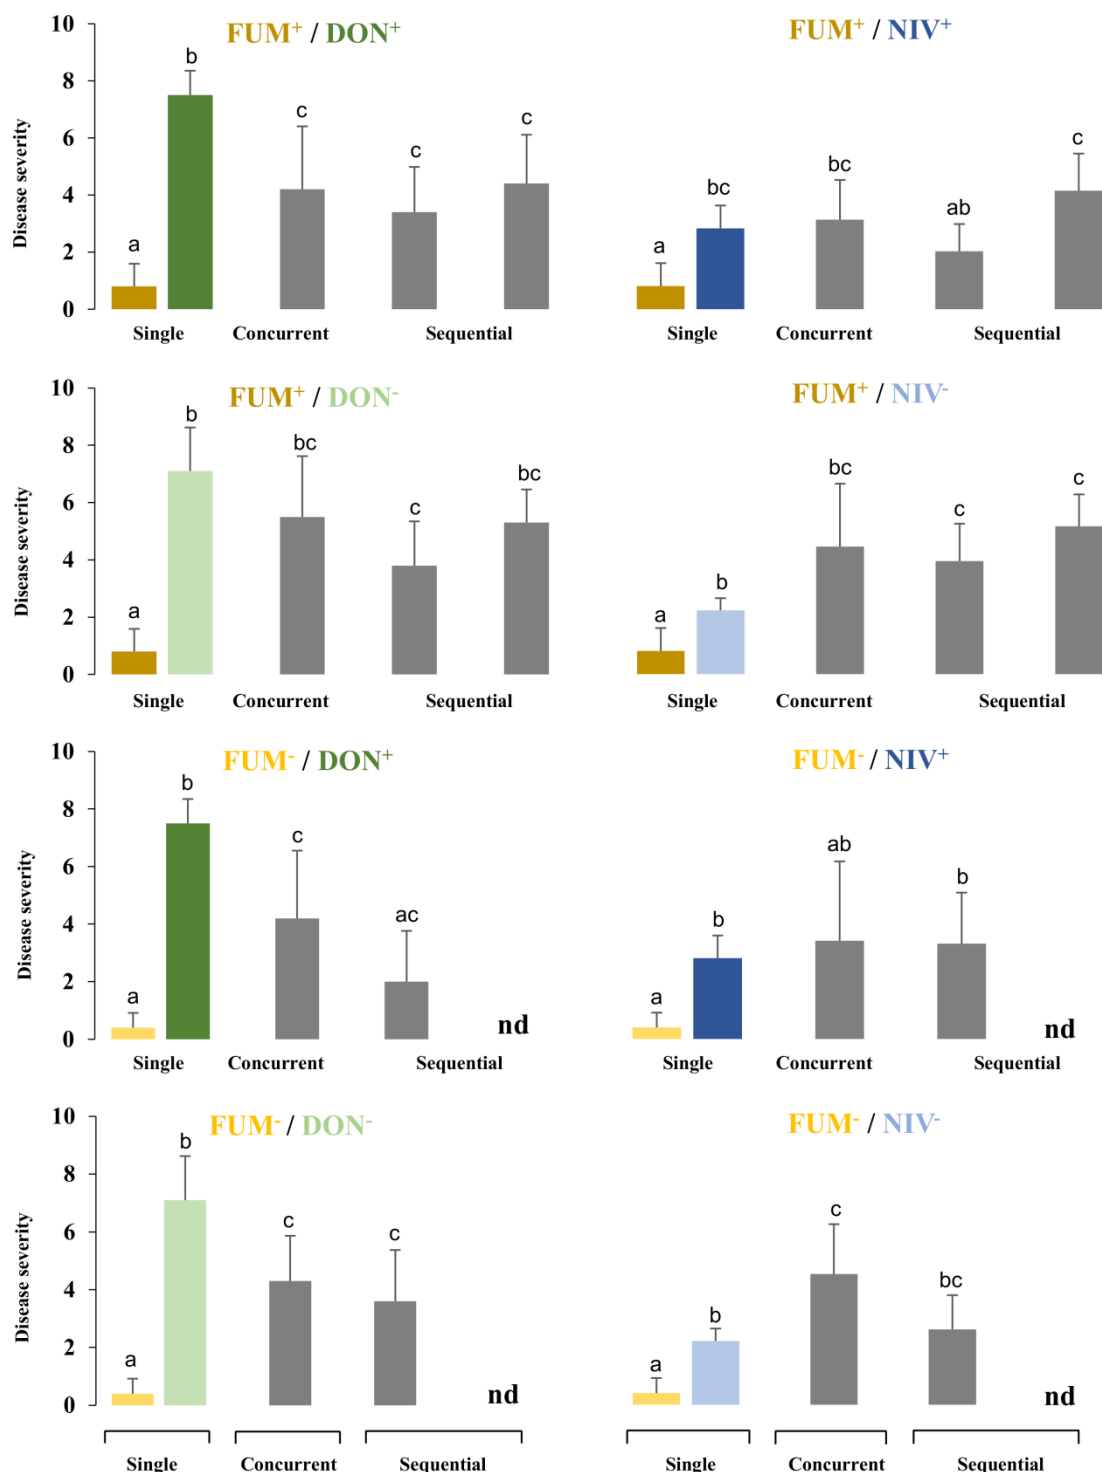 FUM⁺ / DON⁺
Disease severity
10
8
6
4
2
0
a
b
c
c
c
Single
Concurrent
Sequential
FUM⁺ / NIV⁺
a
bc
bc
ab
c
Single
Concurrent
Sequential
FUM⁺ / DON⁻
Disease severity
10
8
6
4
2
0
a
b
bc
c
bc
Single
Concurrent
Sequential
FUM⁺ / NIV⁻
a
b
bc
c
c
Single
Concurrent
Sequential
FUM⁻ / DON⁺
Disease severity
10
8
6
4
2
0
a
b
c
ac
nd
Single
Concurrent
Sequential
FUM⁻ / NIV⁺
a
b
ab
b
nd
Single
Concurrent
Sequential
FUM⁻ / DON⁻
Disease severity
10
8
6
4
2
0
a
b
c
c
nd
Single
Concurrent
Sequential
FUM⁻ / NIV⁻
a
b
c
bc
nd
Single
Concurrent
Sequential